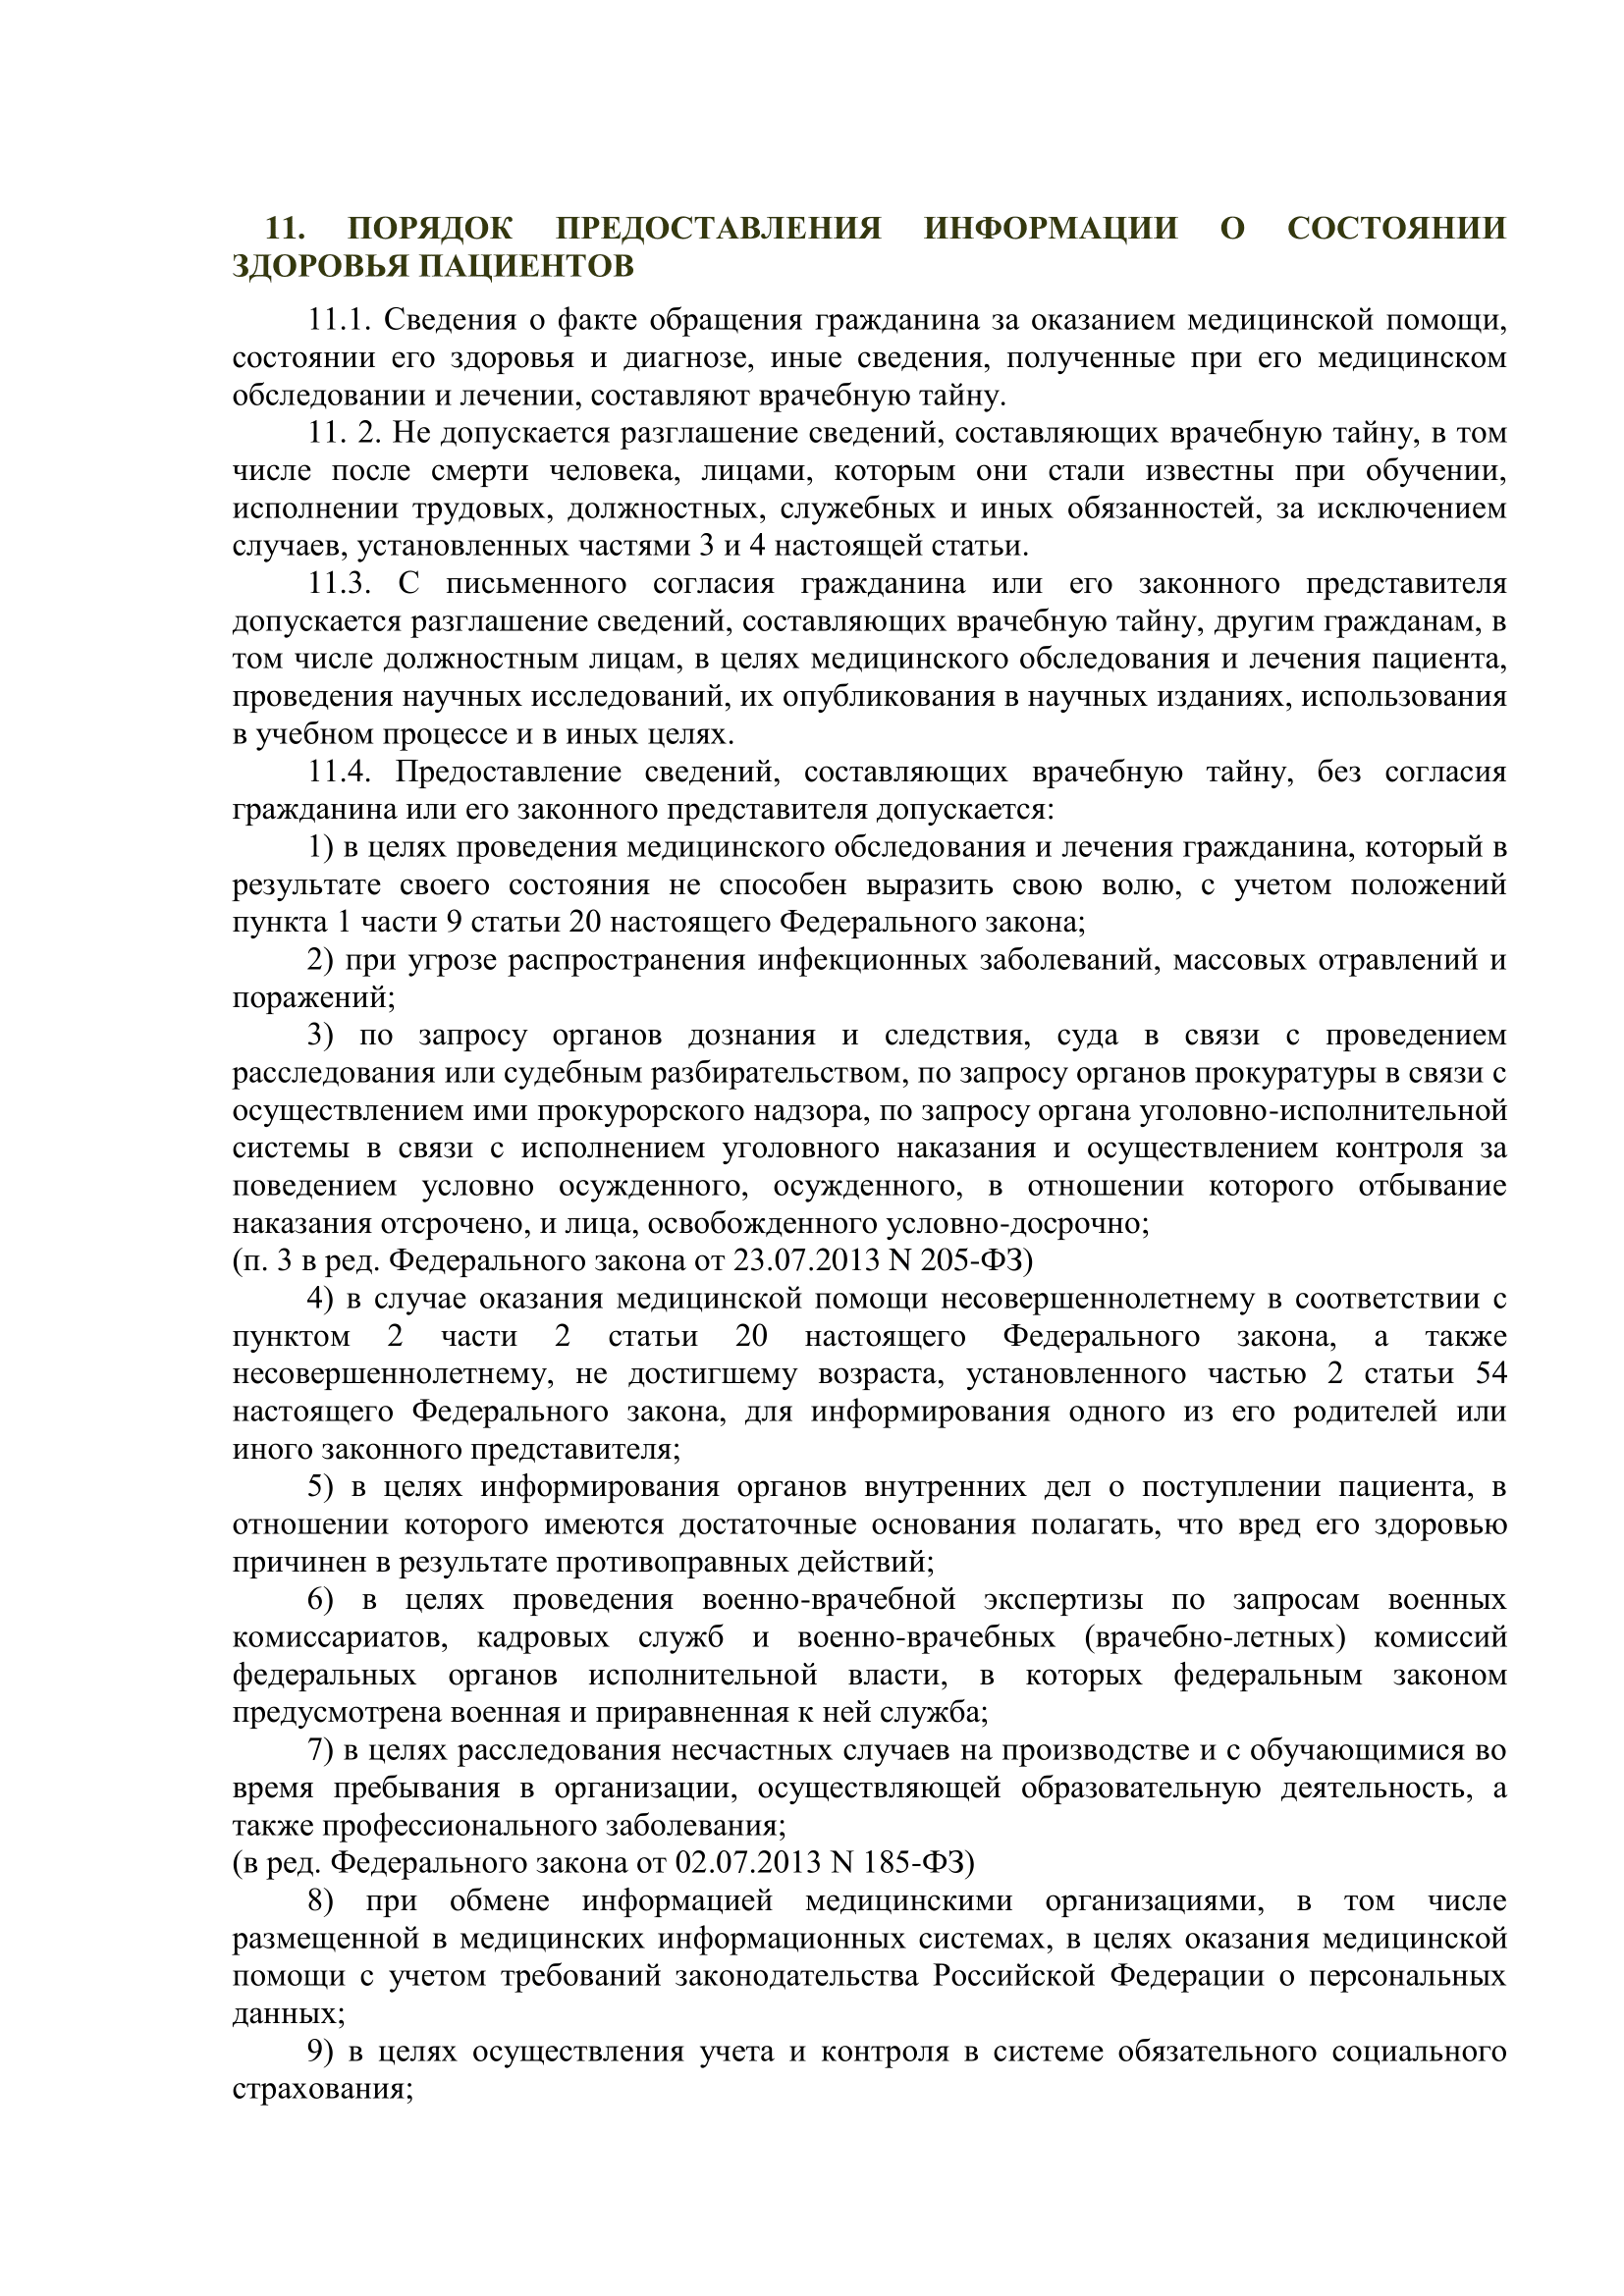 11. ПОРЯДОК ПРЕДОСТАВЛЕНИЯ ИНФОРМАЦИИ О СОСТОЯНИИ
ЗДОРОВЬЯ ПАЦИЕНТОВ
11.1. Сведения о факте обращения гражданина за оказанием медицинской помощи,
состоянии его здоровья и диагнозе, иные сведения, полученные при его медицинском
обследовании и лечении, составляют врачебную тайну.
11. 2. Не допускается разглашение сведений, составляющих врачебную тайну, в том
числе после смерти человека, лицами, которым они стали известны при обучении,
исполнении трудовых, должностных, служебных и иных обязанностей, за исключением
случаев, установленных частями 3 и 4 настоящей статьи.
11.3. С письменного согласия гражданина или его законного представителя
допускается разглашение сведений, составляющих врачебную тайну, другим гражданам, в
том числе должностным лицам, в целях медицинского обследования и лечения пациента,
проведения научных исследований, их опубликования в научных изданиях, использования
в учебном процессе и в иных целях.
11.4. Предоставление сведений, составляющих врачебную тайну, без согласия
гражданина или его законного представителя допускается:
1) в целях проведения медицинского обследования и лечения гражданина, который в
результате своего состояния не способен выразить свою волю, с учетом положений
пункта 1 части 9 статьи 20 настоящего Федерального закона;
2) при угрозе распространения инфекционных заболеваний, массовых отравлений и
поражений;
3) по запросу органов дознания и следствия, суда в связи с проведением
расследования или судебным разбирательством, по запросу органов прокуратуры в связи с
осуществлением ими прокурорского надзора, по запросу органа уголовно-исполнительной
системы в связи с исполнением уголовного наказания и осуществлением контроля за
поведением условно осужденного, осужденного, в отношении которого отбывание
наказания отсрочено, и лица, освобожденного условно-досрочно;
(п. 3 в ред. Федерального закона от 23.07.2013 N 205-ФЗ)
4) в случае оказания медицинской помощи несовершеннолетнему в соответствии с
пунктом 2 части 2 статьи 20 настоящего Федерального закона, а также
несовершеннолетнему, не достигшему возраста, установленного частью 2 статьи 54
настоящего Федерального закона, для информирования одного из его родителей или
иного законного представителя;
5) в целях информирования органов внутренних дел о поступлении пациента, в
отношении которого имеются достаточные основания полагать, что вред его здоровью
причинен в результате противоправных действий;
6) в целях проведения военно-врачебной экспертизы по запросам военных
комиссариатов, кадровых служб и военно-врачебных (врачебно-летных) комиссий
федеральных органов исполнительной власти, в которых федеральным законом
предусмотрена военная и приравненная к ней служба;
7) в целях расследования несчастных случаев на производстве и с обучающимися во
время пребывания в организации, осуществляющей образовательную деятельность, а
также профессионального заболевания;
(в ред. Федерального закона от 02.07.2013 N 185-ФЗ)
8) при обмене информацией медицинскими организациями, в том числе
размещенной в медицинских информационных системах, в целях оказания медицинской
помощи с учетом требований законодательства Российской Федерации о персональных
данных;
9) в целях осуществления учета и контроля в системе обязательного социального
страхования;